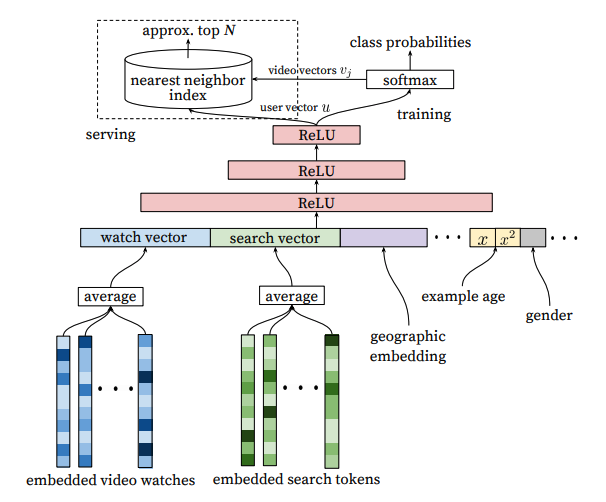 approx. top N
class probabilities
nearest neighbor
index
video vectors v_j
softmax
user vector u
serving
training
ReLU
ReLU
ReLU
watch vector
search vector
x
x²
average
average
example age
gender
geographic
embedding
embedded video watches
embedded search tokens